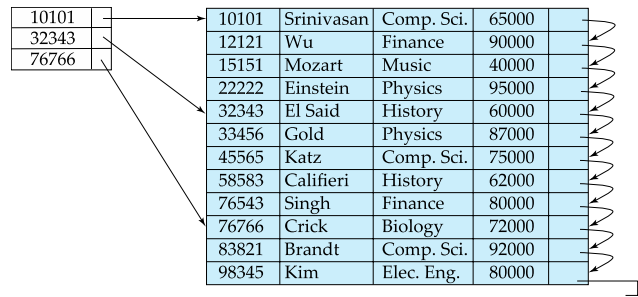 10101
32343
76766
10101 Srinivasan Comp. Sci. 65000
12121 Wu Finance 90000
15151 Mozart Music 40000
22222 Einstein Physics 95000
32343 El Said History 60000
33456 Gold Physics 87000
45565 Katz Comp. Sci. 75000
58583 Califieri History 62000
76543 Singh Finance 80000
76766 Crick Biology 72000
83821 Brandt Comp. Sci. 92000
98345 Kim Elec. Eng. 80000